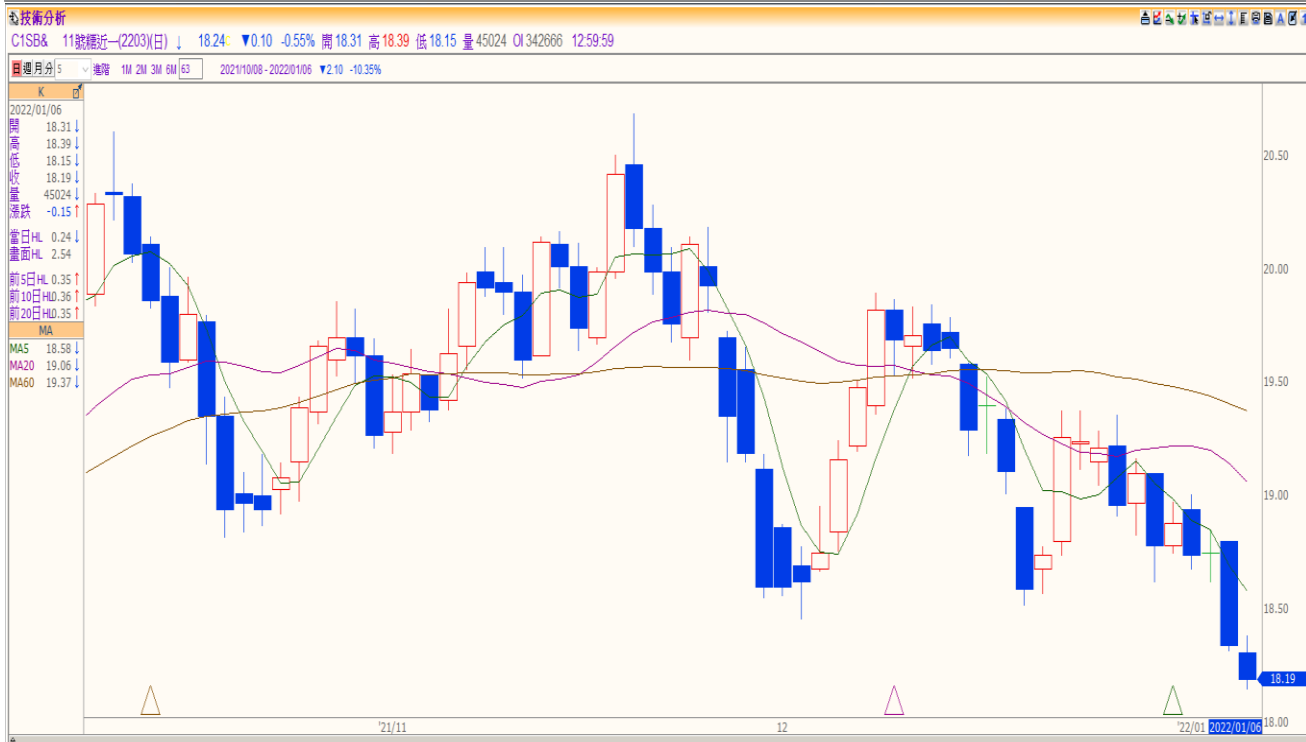 技術分析
C1SB& 11號糖近一(2203)(日) ↓ 18.24c ▼0.10 -0.55% 開 18.31 高 18.39 低 18.15 量 45024 OI 342666 12:59:59
日 週 月 分 5 進階 1M 2M 3M 6M 63 2021/10/08 - 2022/01/06 ▼2.10 -10.35%
K
2022/01/06
開 18.31 ↓
高 18.39 ↓
低 18.15 ↓
收 18.19 ↓
量 45024 ↓
漲跌 -0.15 ↑
當日HL 0.24 ↓
畫面HL 2.54
前5日HL 0.35 ↑
前10日HL 0.36 ↑
前20日HL 0.35 ↑
MA
MA5 18.58 ↓
MA20 19.06 ↓
MA60 19.37 ↓
20.50
20.00
19.50
19.00
18.50
18.19
18.00
'21/11 12 '22/01 2022/01/06